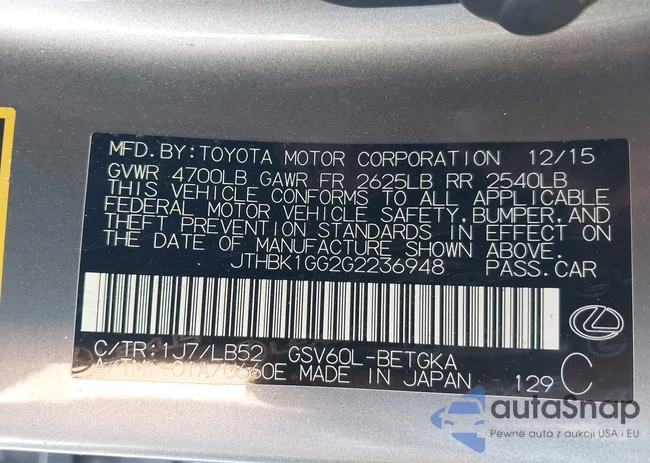 MFD. BY:TOYOTA MOTOR CORPORATION 12/15
GVWR 4700LB GAWR FR 2625LB RR 2540LB
THIS VEHICLE CONFORMS TO ALL APPLICABLE
FEDERAL MOTOR VEHICLE SAFETY,BUMPER,AND
THEFT PREVENTION STANDARDS IN EFFECT ON
THE DATE OF MANUFACTURE SHOWN ABOVE.
JTHBK1GG2G2236948 PASS.CAR
C/TR:1J7/LB52 GSV60L-BETGKA
MADE IN JAPAN 129 C
autaSnap
Pewne auta z aukcji USA i EU